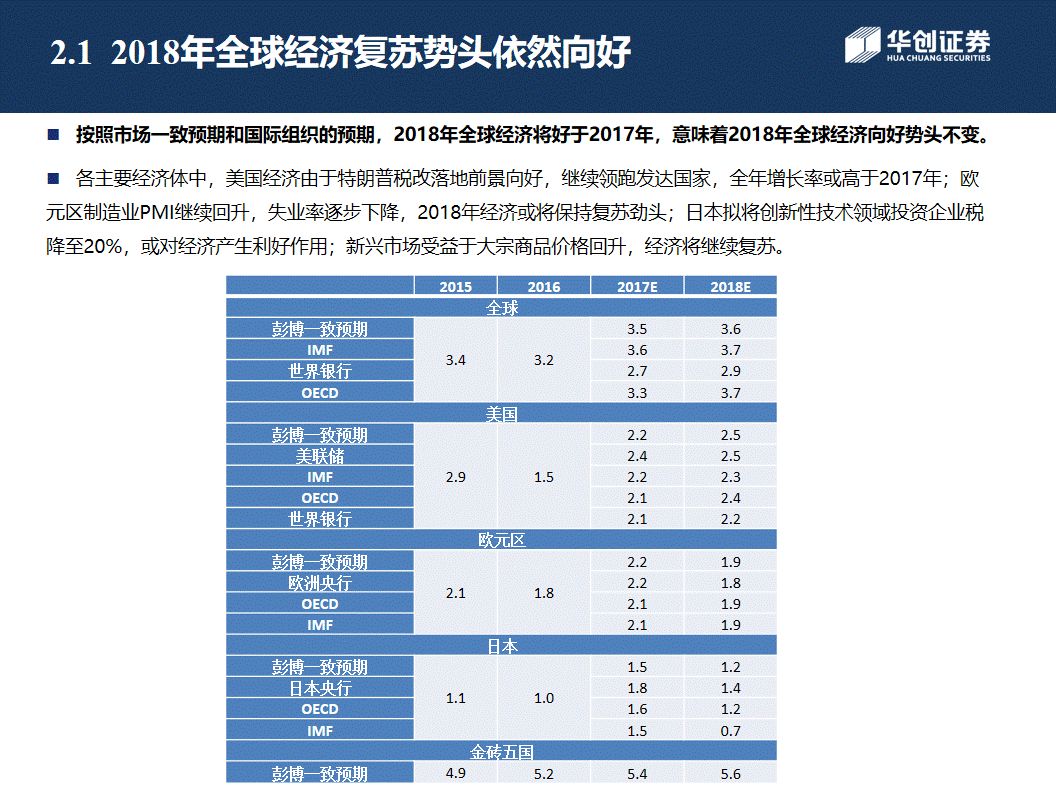 2.1 2018年全球经济复苏势头依然向好
华创证券
HUA CHUANG SECURITIES
■ 按照市场一致预期和国际组织的预期，2018年全球经济将好于2017年，意味着2018年全球经济向好势头不变。
■ 各主要经济体中，美国经济由于特朗普税改落地前景向好，继续领跑发达国家，全年增长率或高于2017年；欧
元区制造业PMI继续回升，失业率逐步下降，2018年经济或将保持复苏劲头；日本拟将创新性技术领域投资企业税
降至20%，或对经济产生利好作用；新兴市场受益于大宗商品价格回升，经济将继续复苏。
2015 2016 2017E 2018E
全球
彭博一致预期 3.5 3.6
IMF 3.6 3.7
3.4 3.2
世界银行 2.7 2.9
OECD 3.3 3.7
美国
彭博一致预期 2.2 2.5
美联储 2.4 2.5
IMF 2.9 1.5 2.2 2.3
OECD 2.1 2.4
世界银行 2.1 2.2
欧元区
彭博一致预期 2.2 1.9
欧洲央行 2.2 1.8
2.1 1.8
OECD 2.1 1.9
IMF 2.1 1.9
日本
彭博一致预期 1.5 1.2
日本央行 1.8 1.4
1.1 1.0
OECD 1.6 1.2
IMF 1.5 0.7
金砖五国
彭博一致预期 4.9 5.2 5.4 5.6